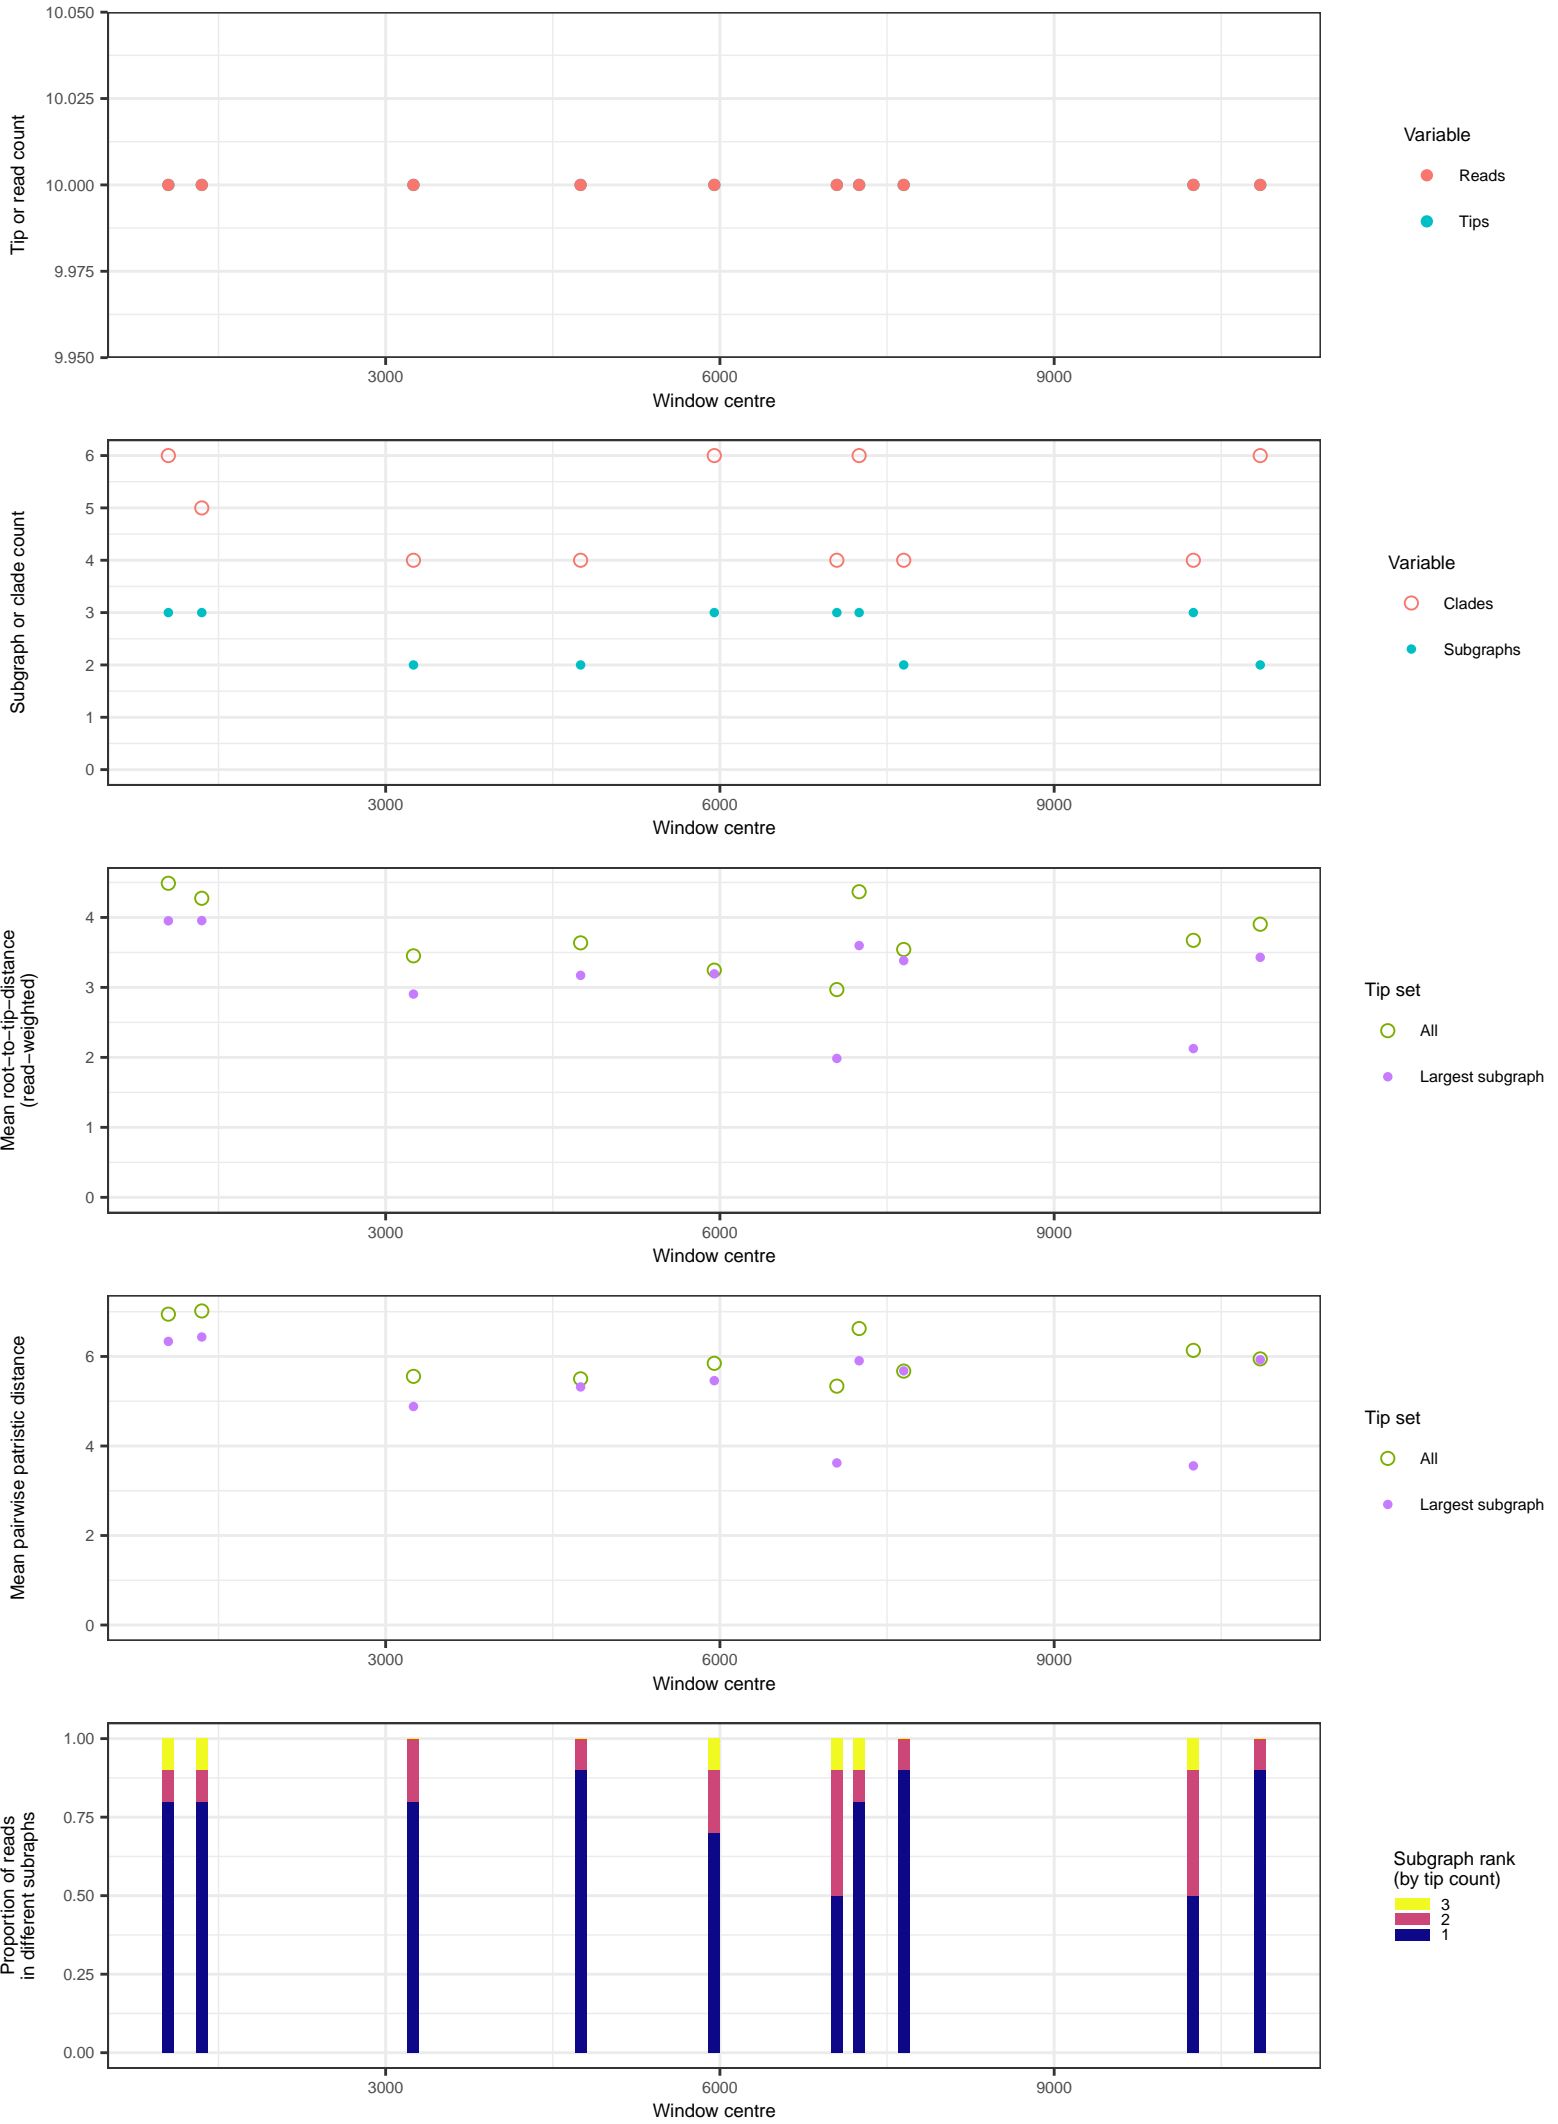 10.050
10.025
10.000
9.975
9.950
Tip or read count
3000 6000 9000
Window centre
Variable
Reads
Tips
6
5
4
3
2
1
0
Subgraph or clade count
3000 6000 9000
Window centre
Variable
Clades
Subgraphs
4
3
2
1
0
Mean root−to−tip−distance
(read−weighted)
3000 6000 9000
Window centre
Tip set
All
Largest subgraph
6
4
2
0
Mean pairwise patristic distance
3000 6000 9000
Window centre
Tip set
All
Largest subgraph
1.00
0.75
0.50
0.25
0.00
Proportion of reads
in different subraphs
3000 6000 9000
Window centre
Subgraph rank
(by tip count)
3
2
1